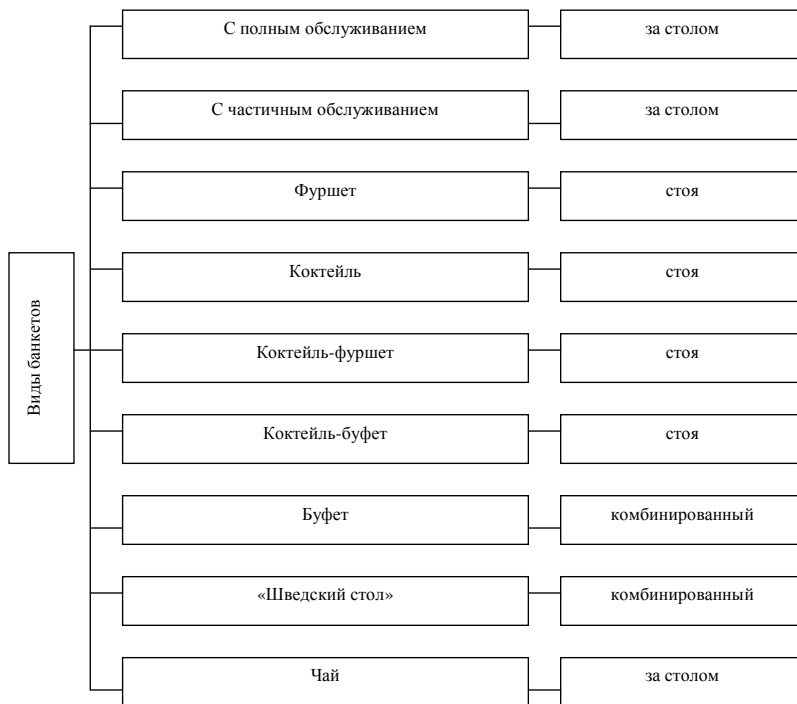 С полным обслуживанием
за столом
С частичным обслуживанием
за столом
Фуршет
стоя
Коктейль
стоя
Виды банкетов
Коктейль-фуршет
стоя
Коктейль-буфет
стоя
Буфет
комбинированный
«Шведский стол»
комбинированный
Чай
за столом